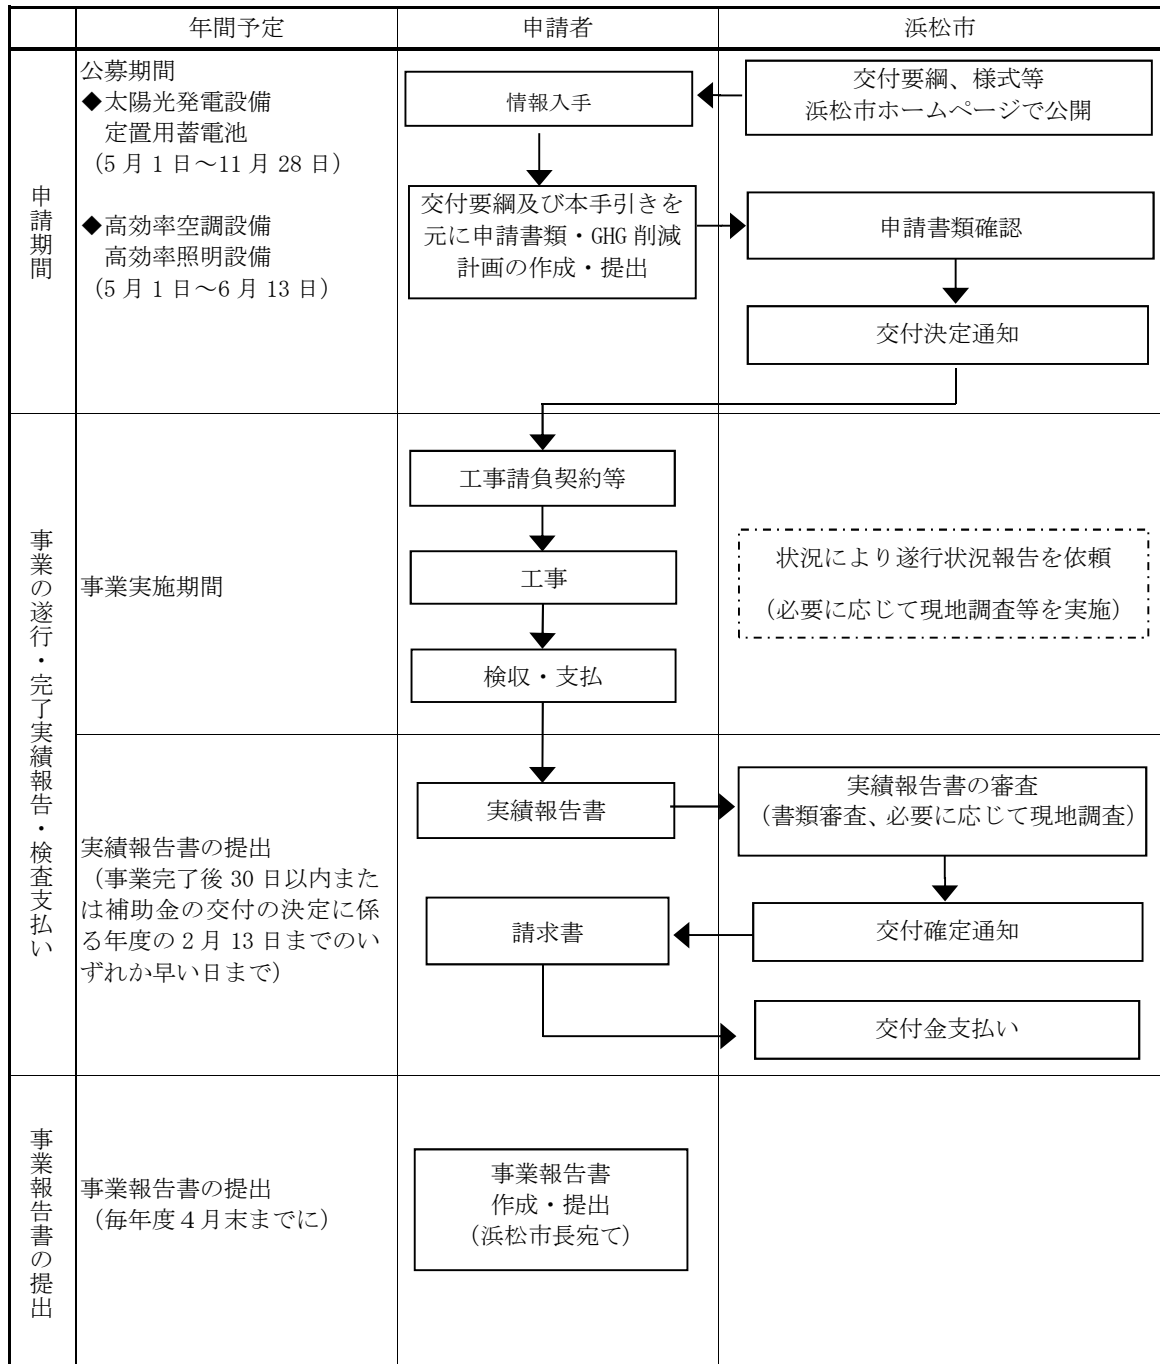 年間予定
申請者
浜松市
申請期間
公募期間
◆太陽光発電設備
定置用蓄電池
（5月1日～11月28日）
◆高効率空調設備
高効率照明設備
（5月1日～6月13日）
情報入手
交付要綱、様式等
浜松市ホームページで公開
交付要綱及び本手引きを
元に申請書類・GHG削減
計画の作成・提出
申請書類確認
交付決定通知
事業の遂行・完了実績報告・検査支払い
事業実施期間
工事請負契約等
工事
検収・支払
状況により遂行状況報告を依頼
（必要に応じて現地調査等を実施）
実績報告書の提出
（事業完了後30日以内また
は補助金の交付の決定に係
る年度の2月13日までのい
ずれか早い日まで）
実績報告書
実績報告書の審査
（書類審査、必要に応じて現地調査）
請求書
交付確定通知
交付金支払い
事業報告書の提出
事業報告書の提出
（毎年度４月末までに）
事業報告書
作成・提出
（浜松市長宛て）